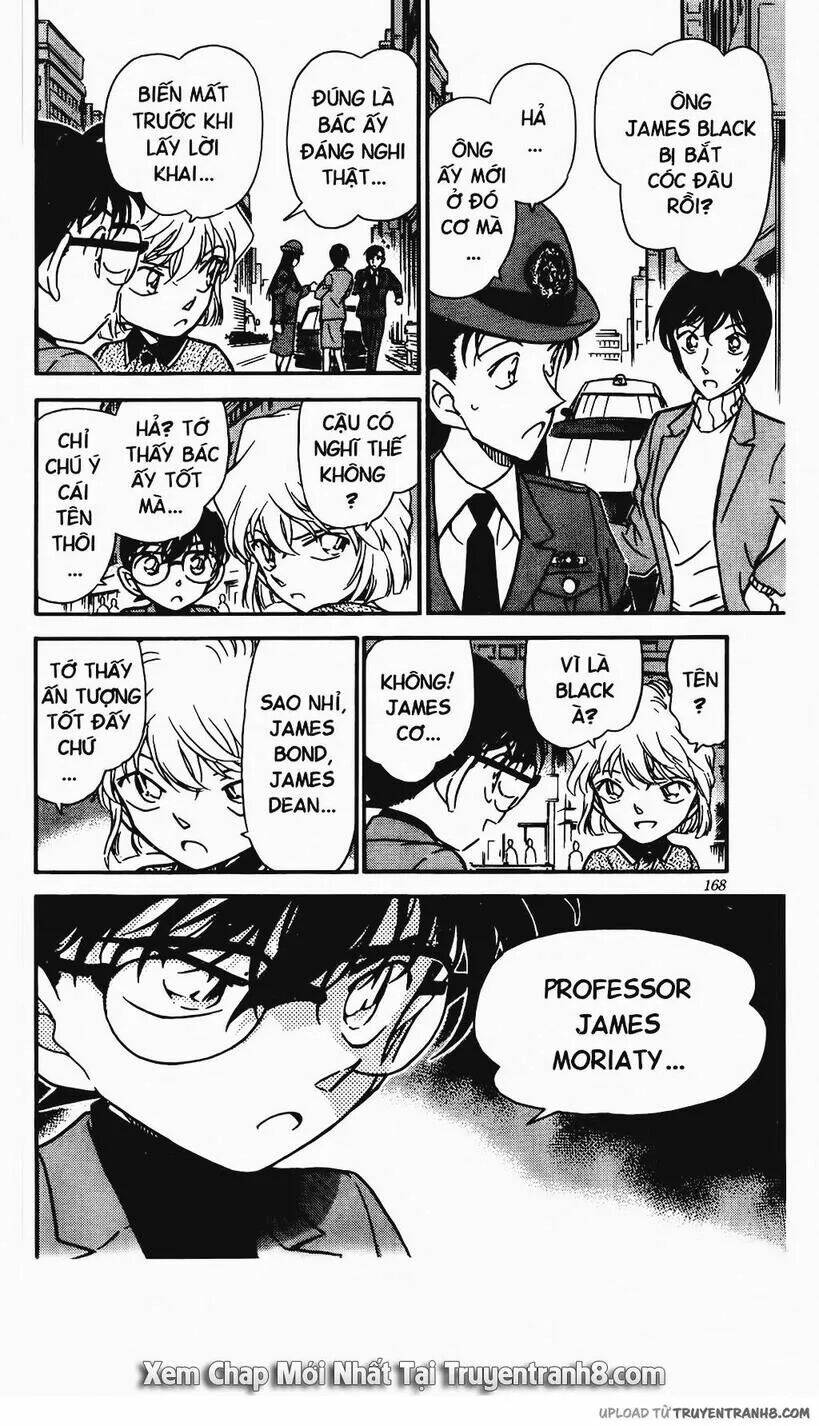 ÔNG
JAMES BLACK
BỊ BẮT
CÓC ĐÂU
RỒI?
HẢ
...
ÔNG
ẤY MỚI
Ở ĐÓ
CƠ MÀ
...
ĐÚNG LÀ
BÁC ẤY
ĐÁNG NGHI
THẬT...
BIẾN MẤT
TRƯỚC KHI
LẤY LỜI
KHAI...
CẬU CÓ
NGHĨ THẾ
KHÔNG
?
HẢ? TỚ
THẤY BÁC
ẤY TỐT
MÀ...
CHỈ
CHÚ Ý
CÁI
TÊN
THÔI
...
TÊN
?
VÌ LÀ
BLACK
À?
KHÔNG!
JAMES
CƠ...
SAO NHỈ,
JAMES
BOND,
JAMES
DEAN...
TỚ THẤY
ẤN TƯỢNG
TỐT ĐẤY
CHỨ
...
168
PROFESSOR
JAMES
MORIATY...
Xem Chap Mới Nhất Tại Truyentranh8.com
UPLOAD TỪ TRUYENTRANH8.COM